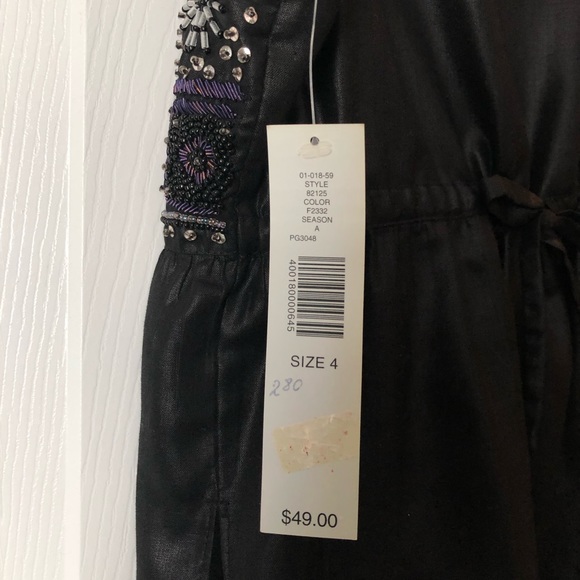 01-018-59
STYLE
82125
COLOR
F2332
SEASON
A
PG3048
400180000645
SIZE 4
280
$49.00